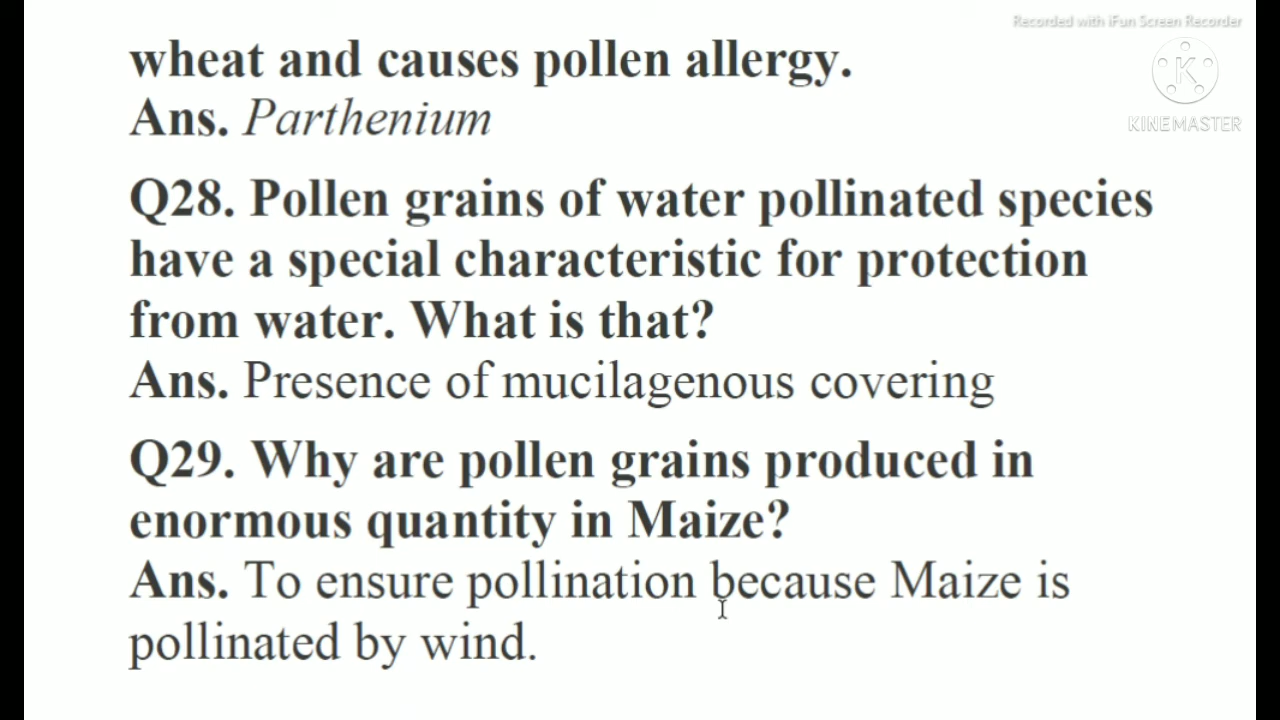 Recorded with iFun Screen Recorder
K
KINEMASTER
wheat and causes pollen allergy.
Ans. Parthenium
Q28. Pollen grains of water pollinated species
have a special characteristic for protection
from water. What is that?
Ans. Presence of mucilagenous covering
Q29. Why are pollen grains produced in
enormous quantity in Maize?
Ans. To ensure pollination because Maize is
pollinated by wind.